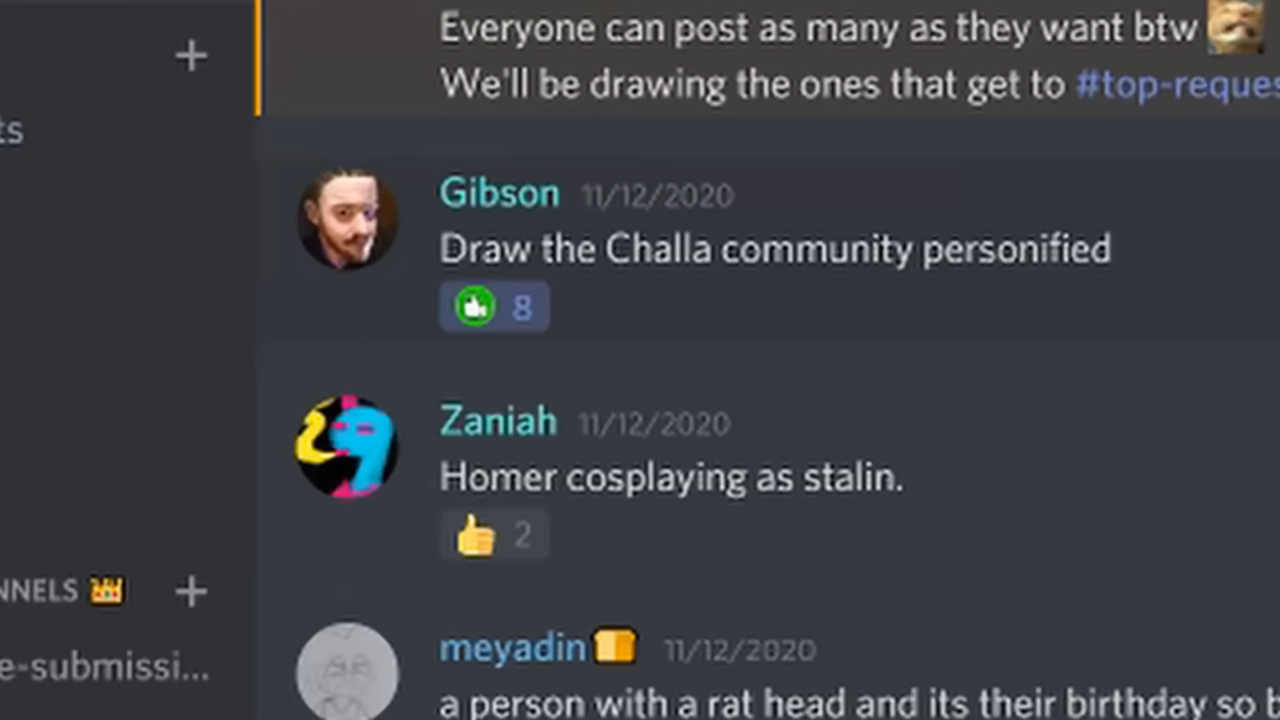 Everyone can post as many as they want btw
We'll be drawing the ones that get to #top-reques
ts
Gibson 11/12/2020
Draw the Challa community personified
8
Zaniah 11/12/2020
Homer cosplaying as stalin.
2
NNELS
meyadin 11/12/2020
e-submissi...
a person with a rat head and its their birthday so b